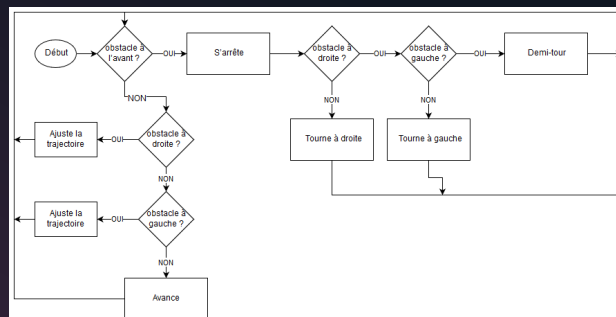 Début
obstacle à
l'avant ?
OUI
S'arrête
obstacle à
droite ?
OUI
obstacle à
gauche ?
OUI
Demi-tour
NON
NON
NON
Ajuste la
trajectoire
OUI
obstacle à
droite ?
Tourne à droite
Tourne à gauche
NON
Ajuste la
trajectoire
OUI
obstacle à
gauche ?
NON
Avance